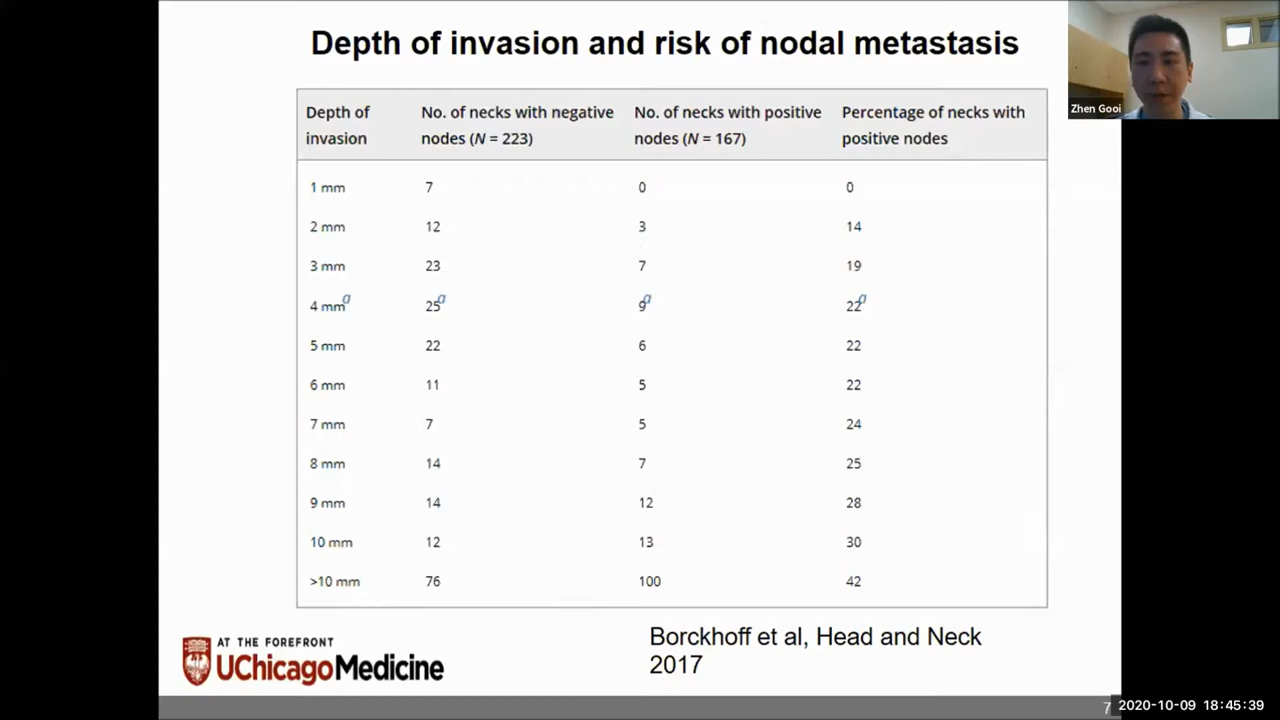 Depth of invasion and risk of nodal metastasis
Zhen Gooi
Depth of invasion No. of necks with negative nodes (N = 223) No. of necks with positive nodes (N = 167) Percentage of necks with positive nodes
1 mm 7 0 0
2 mm 12 3 14
3 mm 23 7 19
4 mm a 25 a 9 a 22 a
5 mm 22 6 22
6 mm 11 5 22
7 mm 7 5 24
8 mm 14 7 25
9 mm 14 12 28
10 mm 12 13 30
>10 mm 76 100 42
AT THE FOREFRONT
UChicagoMedicine
Borckhoff et al, Head and Neck
2017
7
2020-10-09 18:45:39